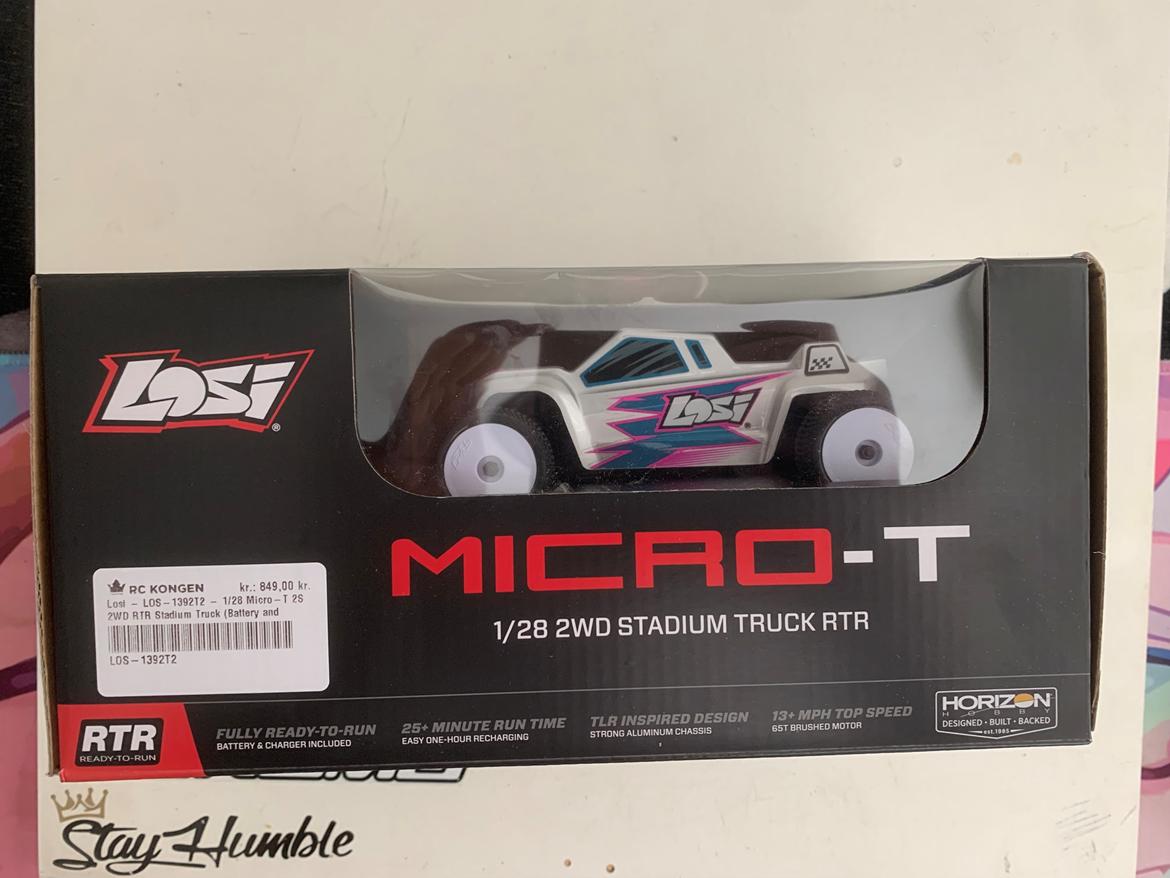 Losi
Losi
MICRO-T
1/28 2WD STADIUM TRUCK RTR
RC KONGEN kr.: 849,00 kr.
Losi - LOS-1392T2 - 1/28 Micro-T 2S
2WD RTR Stadium Truck (Battery and
LOS-1392T2
RTR
READY-TO-RUN
FULLY READY-TO-RUN
BATTERY & CHARGER INCLUDED
25+ MINUTE RUN TIME
EASY ONE-HOUR RECHARGING
TLR INSPIRED DESIGN
STRONG ALUMINUM CHASSIS
13+ MPH TOP SPEED
65T BRUSHED MOTOR
HORIZON
HOBBY
DESIGNED • BUILT • BACKED
est. 1985
Stay Humble